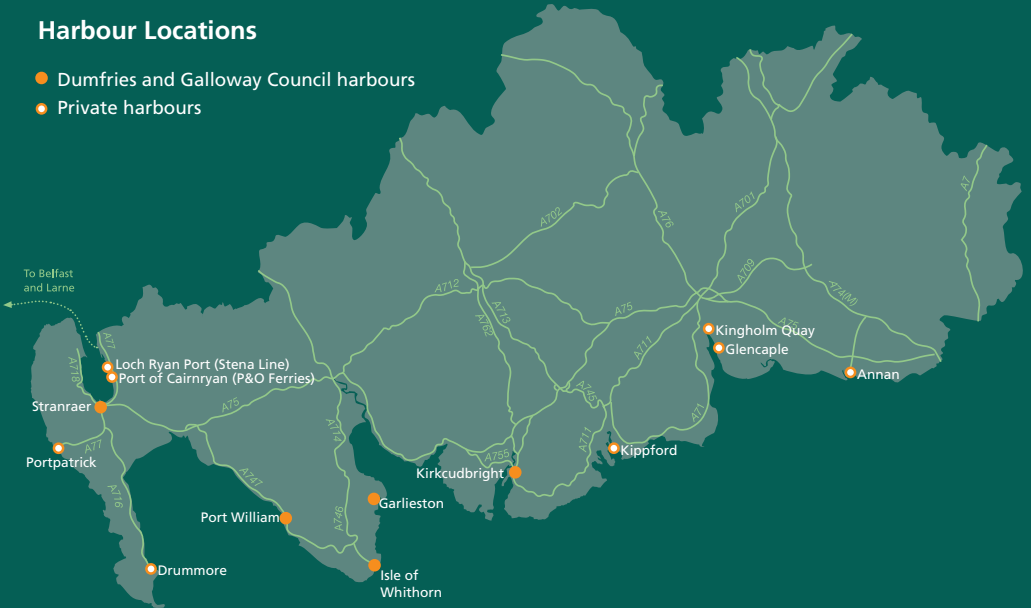 Harbour Locations
Dumfries and Galloway Council harbours
Private harbours
To Belfast
and Larne
A7
A702
A76
A701
A709
A74(M)
A712
A713
A762
A75
A711
A75
Kingholm Quay
Glencaple
Annan
A77
Loch Ryan Port (Stena Line)
Port of Cairnryan (P&O Ferries)
A718
Stranraer
A75
A714
A745
A71
A711
A77
Portpatrick
A755
Kippford
Kirkcudbright
A716
A747
Garlieston
Port William
A746
Drummore
Isle of
Whithorn